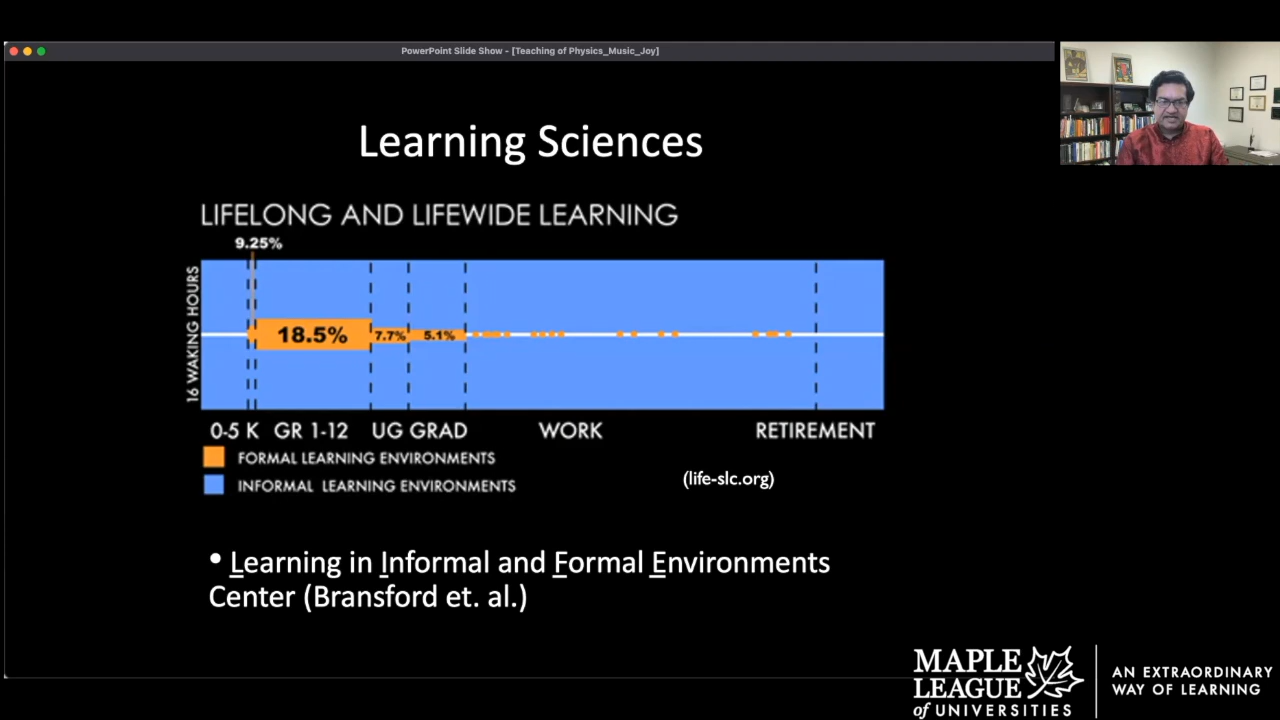 PowerPoint Slide Show - [Teaching of Physics_Music_Joy]
Learning Sciences
LIFELONG AND LIFEWIDE LEARNING
9.25%
16 WAKING HOURS
18.5%
7.7%
5.1%
0-5 K GR 1-12 UG GRAD WORK RETIREMENT
FORMAL LEARNING ENVIRONMENTS
INFORMAL LEARNING ENVIRONMENTS
(life-slc.org)
• Learning in Informal and Formal Environments
Center (Bransford et. al.)
MAPLE
LEAGUE
of UNIVERSITIES
AN EXTRAORDINARY
WAY OF LEARNING